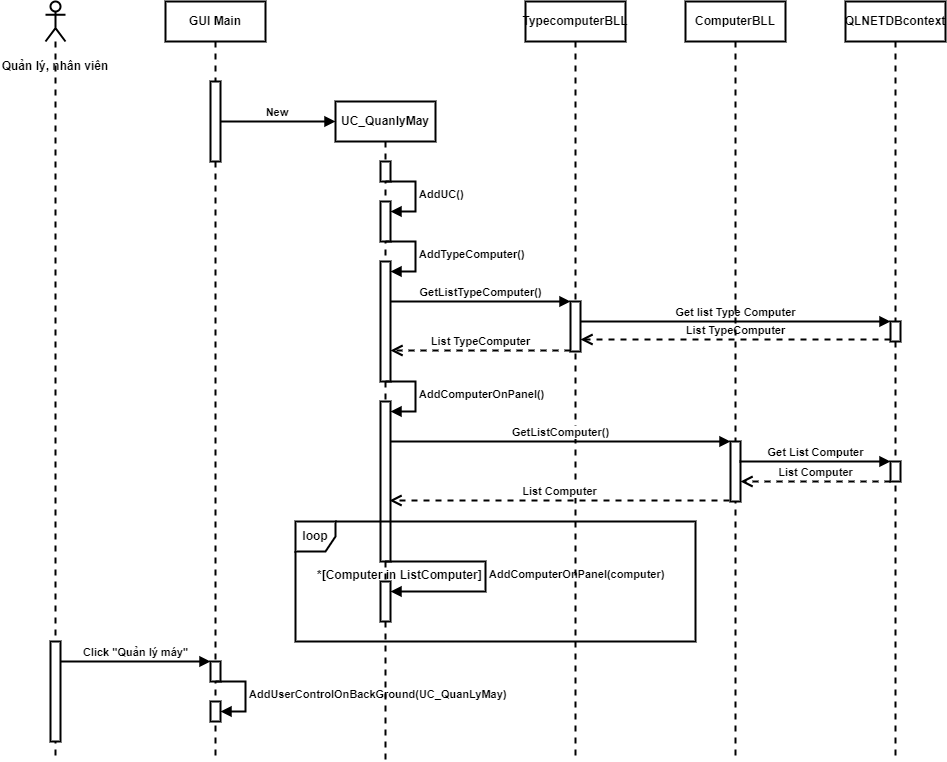 GUI Main
TypecomputerBLL
ComputerBLL
QLNETDBcontext
Quản lý, nhân viên
New
UC_QuanlyMay
AddUC()
AddTypeComputer()
GetListTypeComputer()
Get list Type Computer
List TypeComputer
List TypeComputer
AddComputerOnPanel()
GetListComputer()
Get List Computer
List Computer
List Computer
loop
*[Computer in ListComputer]
AddComputerOnPanel(computer)
Click "Quản lý máy"
AddUserControlOnBackGround(UC_QuanLyMay)